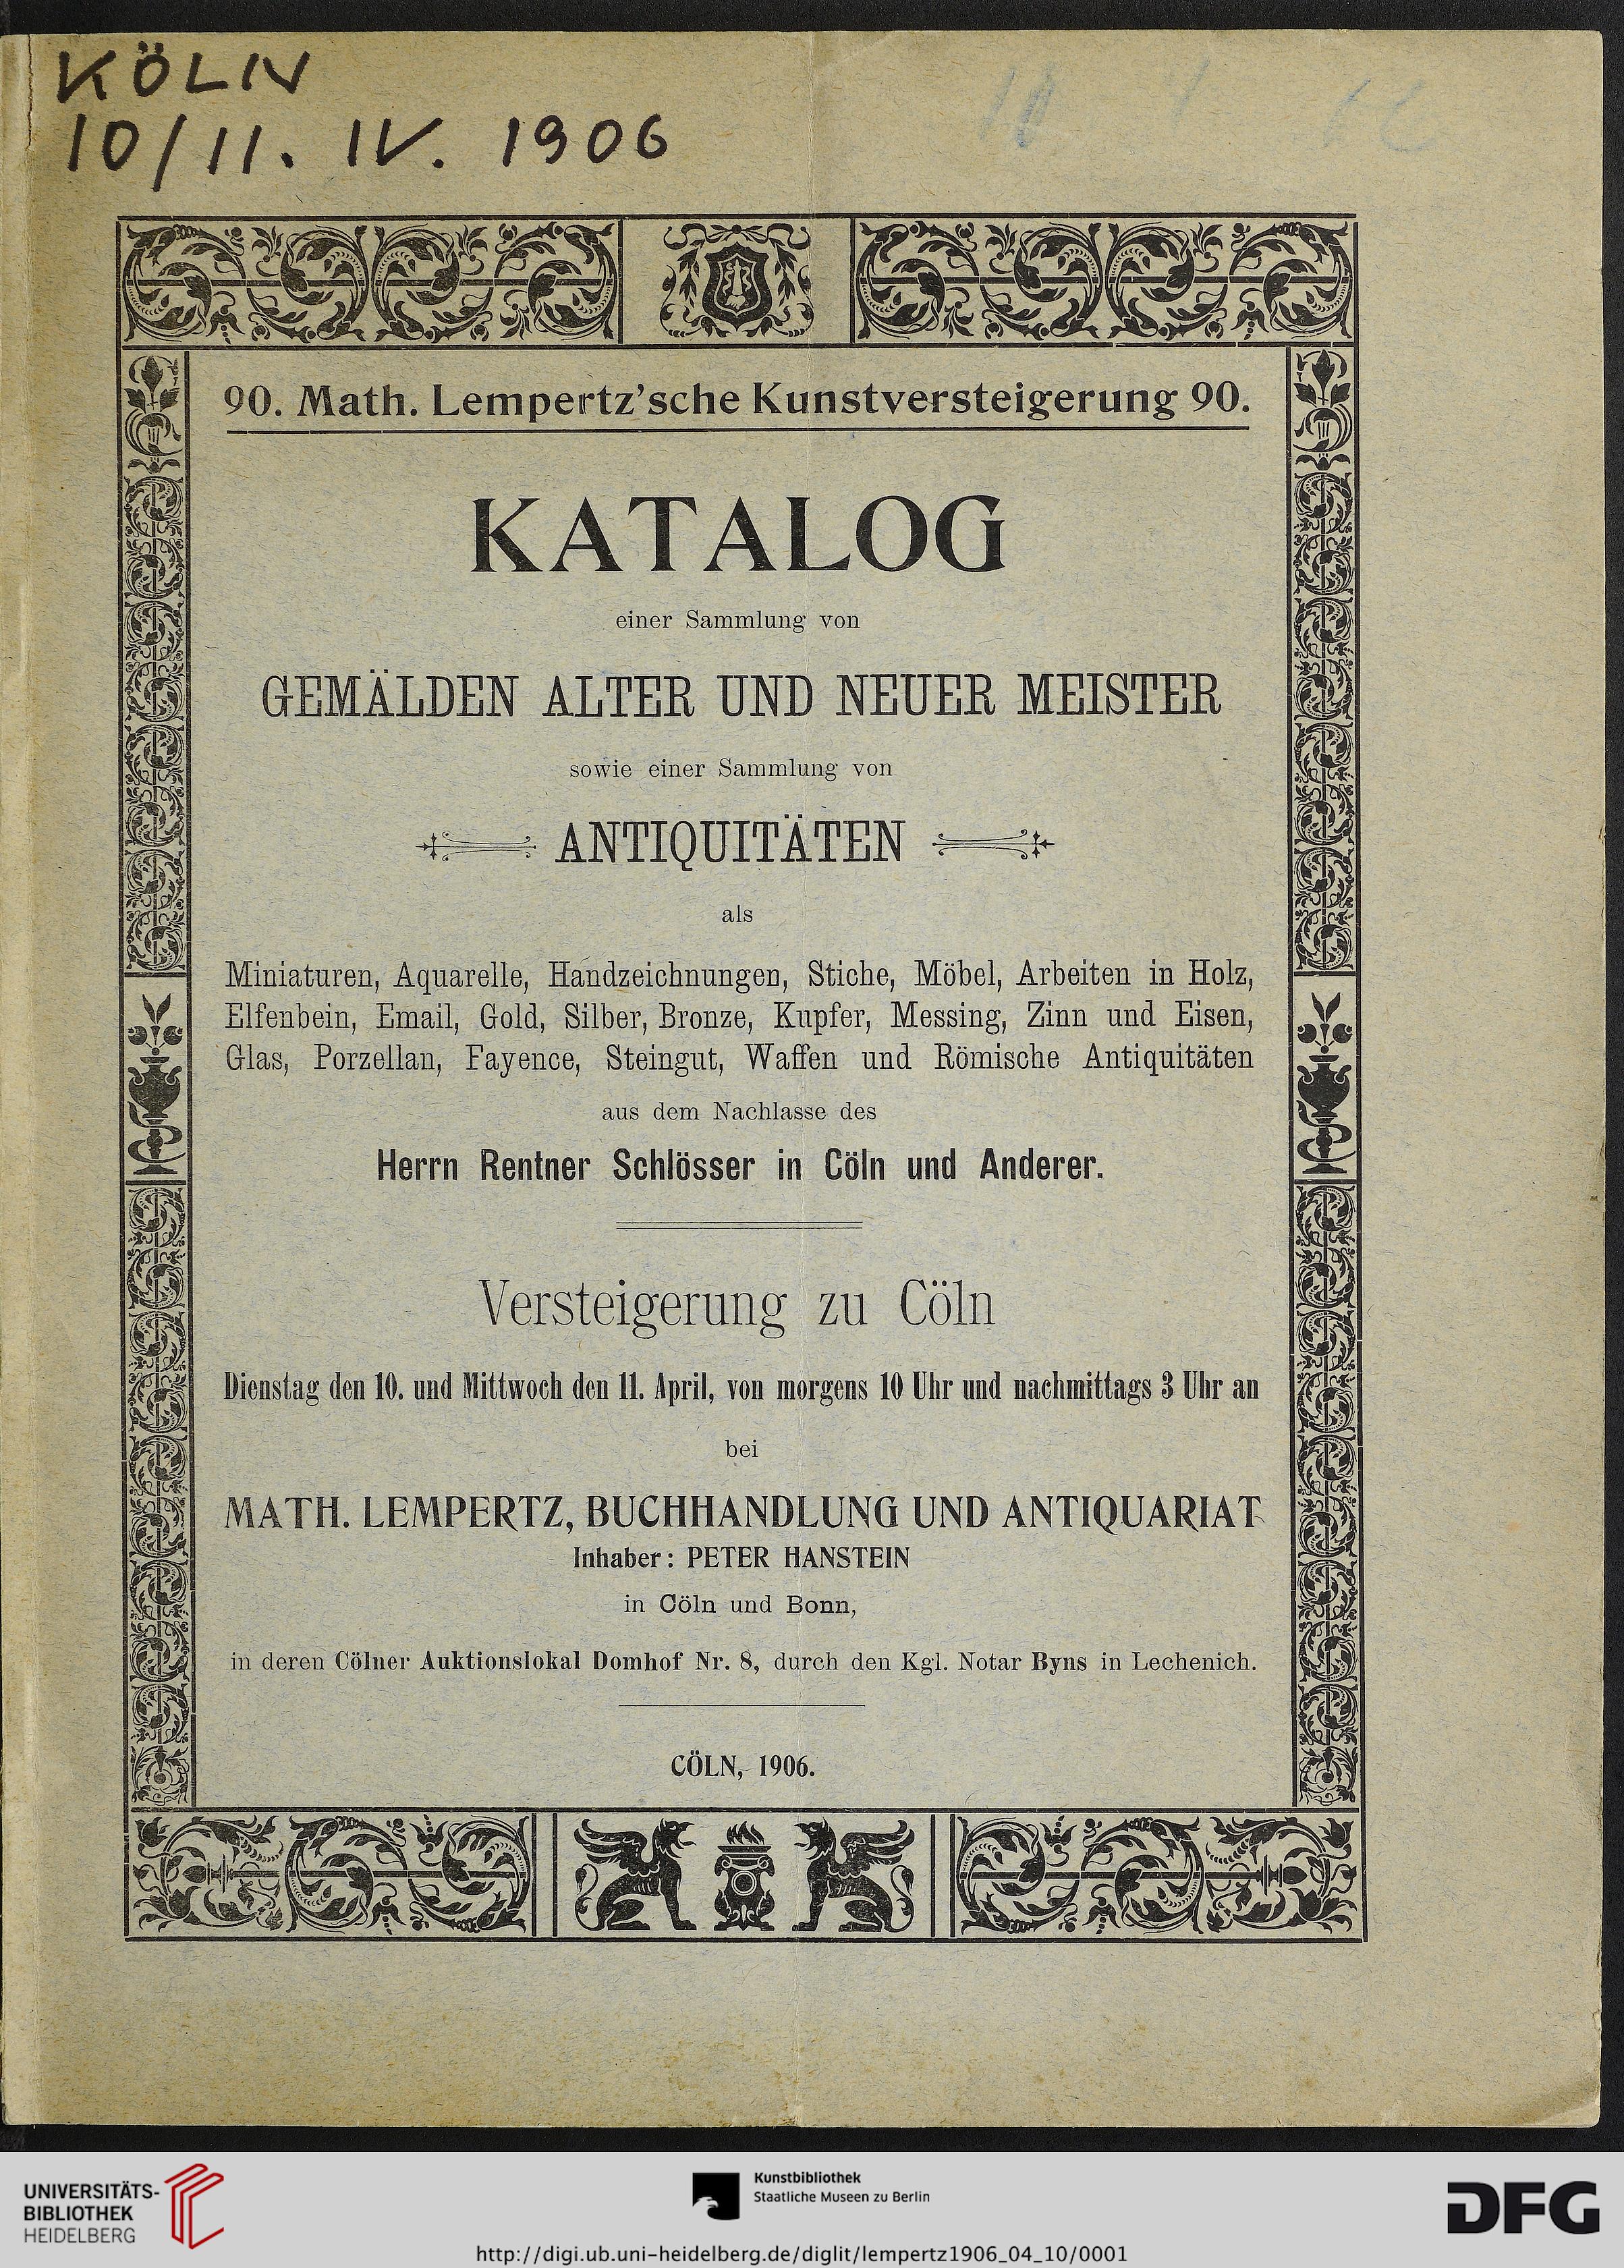 KÖLN
10/11. IV. 1906
90. Math. Lempertz'sche Kunstversteigerung 90.
KATALOG
einer Sammlung von
GEMÄLDEN ALTER UND NEUER MEISTER
sowie einer Sammlung von
ANTIQUITÄTEN
als
Miniaturen, Aquarelle, Handzeichnungen, Stiche, Möbel, Arbeiten in Holz,
Elfenbein, Email, Gold, Silber, Bronze, Kupfer, Messing, Zinn und Eisen,
Glas, Porzellan, Fayence, Steingut, Waffen und Römische Antiquitäten
aus dem Nachlasse des
Herrn Rentner Schlösser in Cöln und Anderer.
Versteigerung zu Cöln
Dienstag den 10. und Mittwoch den 11. April, von morgens 10 Uhr und nachmittags 3 Uhr an
bei
MATH. LEMPERTZ, BUCHHANDLUNG UND ANTIQUARIAT
Inhaber: PETER HANSTEIN
in Cöln und Bonn,
in deren Cölner Auktionslokal Domhof Nr. 8, durch den Kgl. Notar Byns in Lechenich.
CÖLN, 1906.
UNIVERSITÄTS-
BIBLIOTHEK
HEIDELBERG
Kunstbibliothek
Staatliche Museen zu Berlin
DFG
http://digi.ub.uni-heidelberg.de/diglit/lempertz1906_04_10/0001